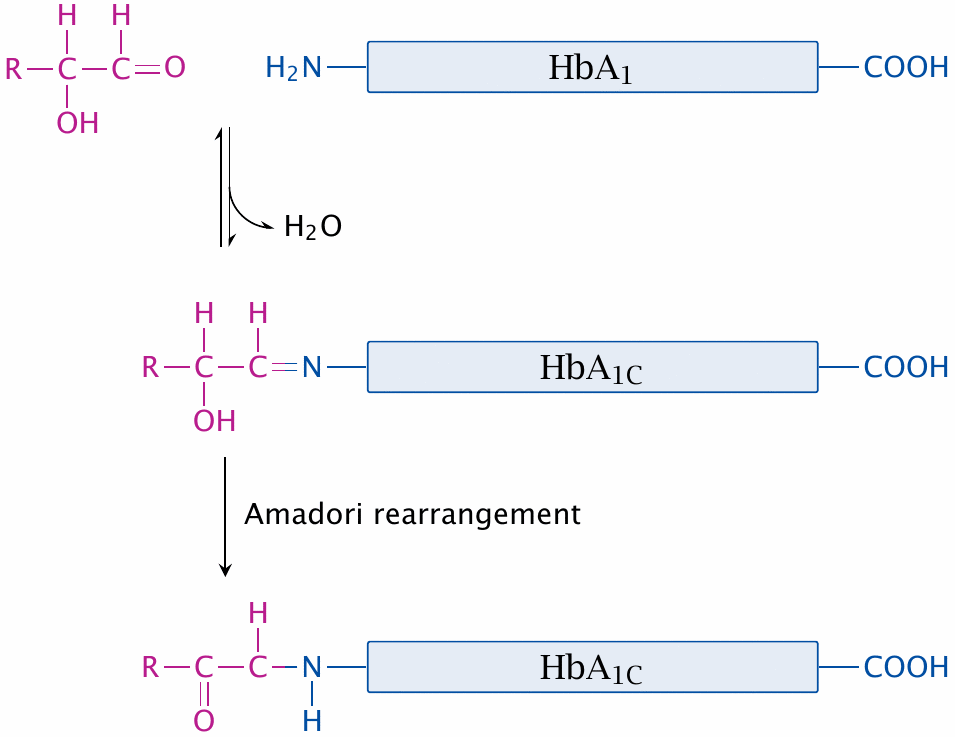 H H
R C C O H₂N HbA₁ COOH
OH
H₂O
H H
R C C N HbA₁C COOH
OH
Amadori rearrangement
H
R C C N HbA₁C COOH
O H